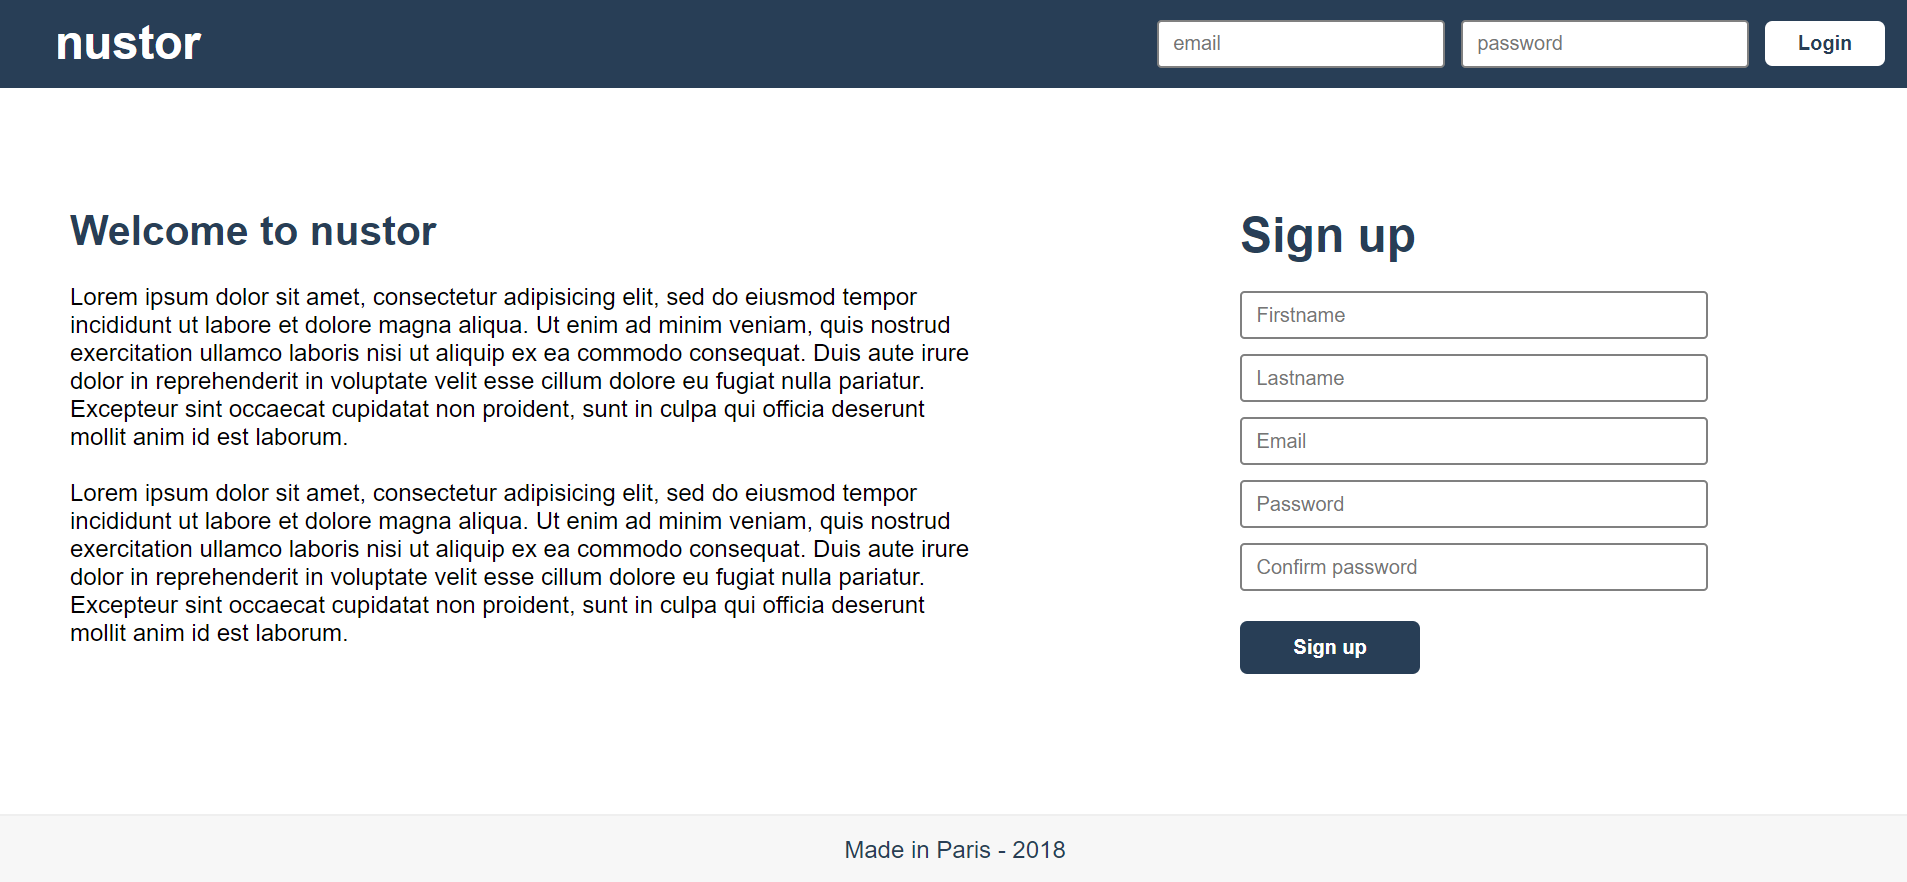 nustor
email
password
Login
Welcome to nustor
Lorem ipsum dolor sit amet, consectetur adipisicing elit, sed do eiusmod tempor
incididunt ut labore et dolore magna aliqua. Ut enim ad minim veniam, quis nostrud
exercitation ullamco laboris nisi ut aliquip ex ea commodo consequat. Duis aute irure
dolor in reprehenderit in voluptate velit esse cillum dolore eu fugiat nulla pariatur.
Excepteur sint occaecat cupidatat non proident, sunt in culpa qui officia deserunt
mollit anim id est laborum.
Lorem ipsum dolor sit amet, consectetur adipisicing elit, sed do eiusmod tempor
incididunt ut labore et dolore magna aliqua. Ut enim ad minim veniam, quis nostrud
exercitation ullamco laboris nisi ut aliquip ex ea commodo consequat. Duis aute irure
dolor in reprehenderit in voluptate velit esse cillum dolore eu fugiat nulla pariatur.
Excepteur sint occaecat cupidatat non proident, sunt in culpa qui officia deserunt
mollit anim id est laborum.
Sign up
Firstname
Lastname
Email
Password
Confirm password
Sign up
Made in Paris - 2018